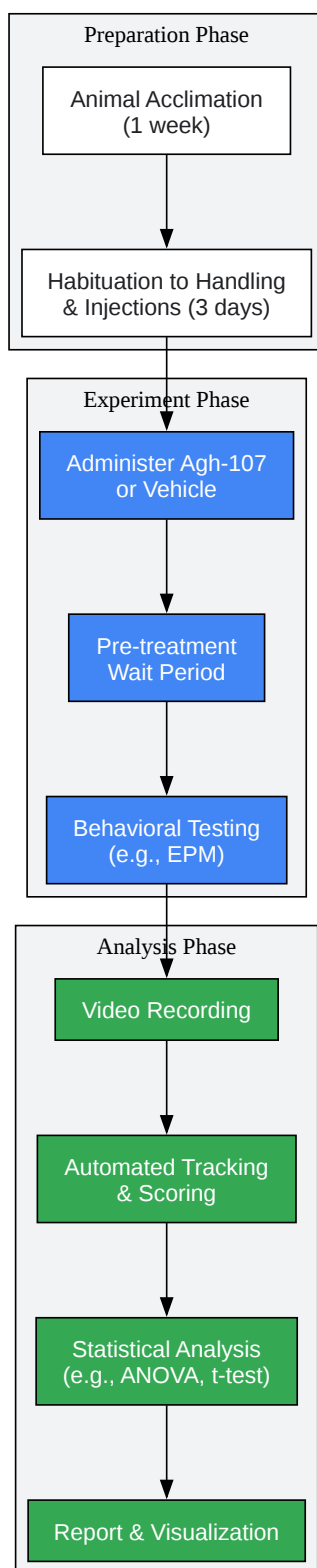 Preparation Phase
Animal Acclimation
(1 week)
Habituation to Handling
& Injections (3 days)
Experiment Phase
Administer Agh-107
or Vehicle
Pre-treatment
Wait Period
Behavioral Testing
(e.g., EPM)
Analysis Phase
Video Recording
Automated Tracking
& Scoring
Statistical Analysis
(e.g., ANOVA, t-test)
Report & Visualization